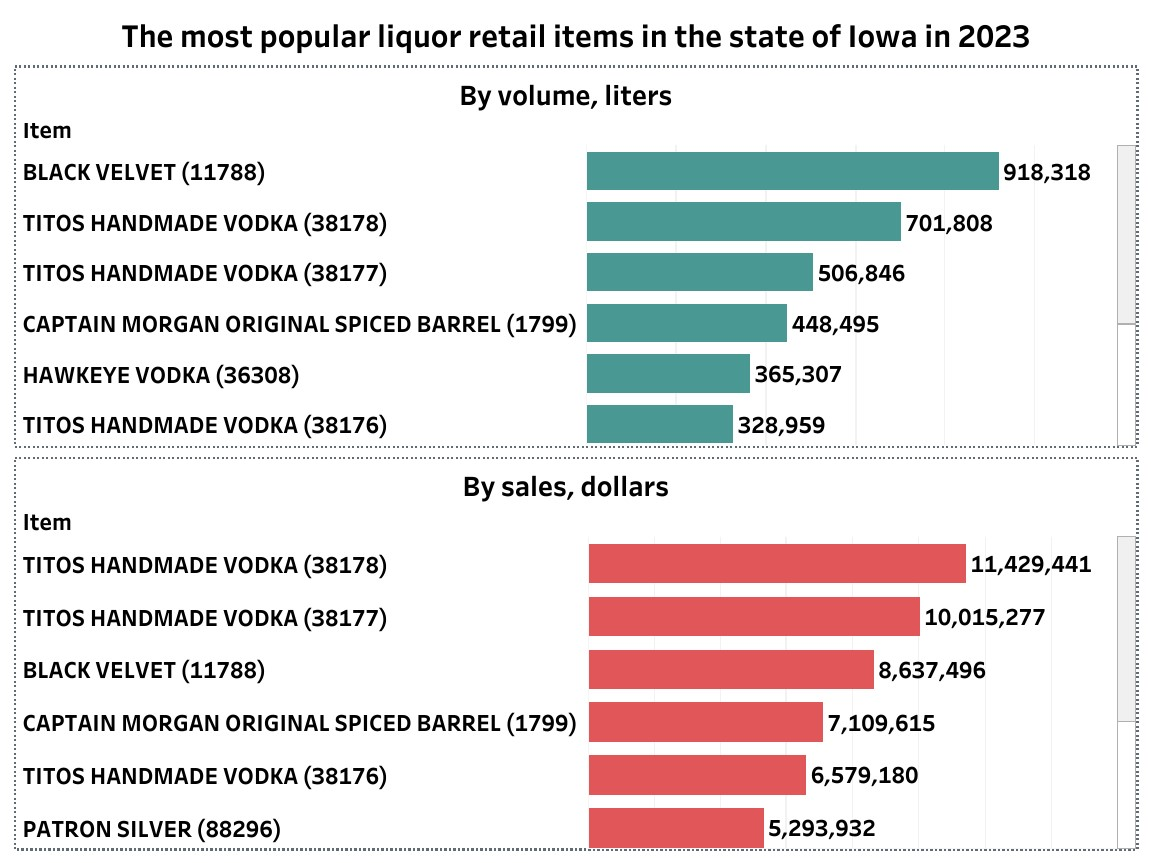 The most popular liquor retail items in the state of Iowa in 2023
By volume, liters
Item
BLACK VELVET (11788) 918,318
TITOS HANDMADE VODKA (38178) 701,808
TITOS HANDMADE VODKA (38177) 506,846
CAPTAIN MORGAN ORIGINAL SPICED BARREL (1799) 448,495
HAWKEYE VODKA (36308) 365,307
TITOS HANDMADE VODKA (38176) 328,959
By sales, dollars
Item
TITOS HANDMADE VODKA (38178) 11,429,441
TITOS HANDMADE VODKA (38177) 10,015,277
BLACK VELVET (11788) 8,637,496
CAPTAIN MORGAN ORIGINAL SPICED BARREL (1799) 7,109,615
TITOS HANDMADE VODKA (38176) 6,579,180
PATRON SILVER (88296) 5,293,932